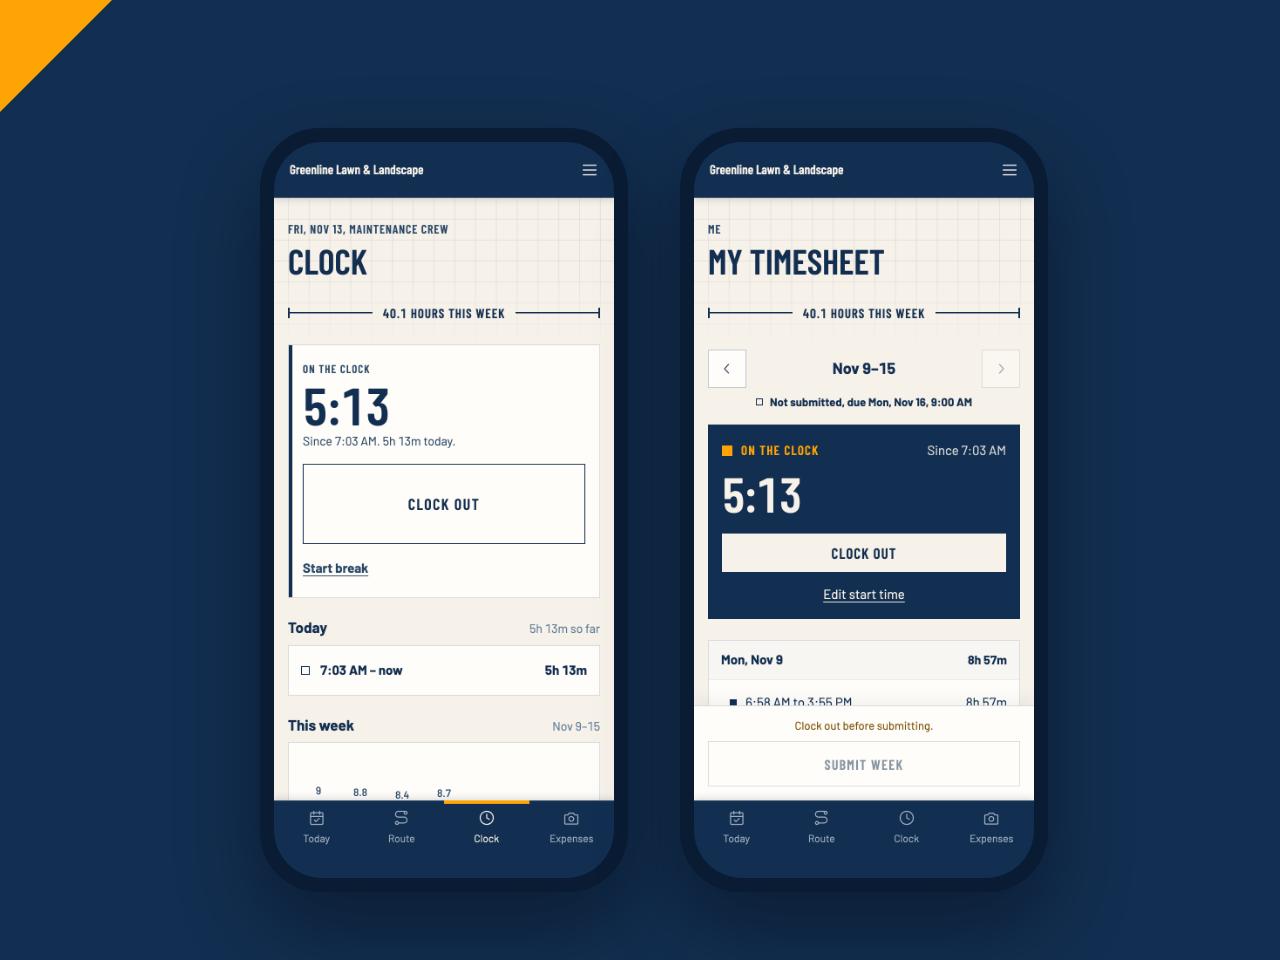 Greenline Lawn & Landscape
FRI, NOV 13, MAINTENANCE CREW
CLOCK
40.1 HOURS THIS WEEK
ON THE CLOCK
5:13
Since 7:03 AM. 5h 13m today.
CLOCK OUT
Start break
Today 5h 13m so far
7:03 AM – now 5h 13m
This week Nov 9–15
9 8.8 8.4 8.7
Today Route Clock Expenses
Greenline Lawn & Landscape
ME
MY TIMESHEET
40.1 HOURS THIS WEEK
Nov 9–15
Not submitted, due Mon, Nov 16, 9:00 AM
ON THE CLOCK Since 7:03 AM
5:13
CLOCK OUT
Edit start time
Mon, Nov 9 8h 57m
6:58 AM to 3:55 PM 8h 57m
Clock out before submitting.
SUBMIT WEEK
Today Route Clock Expenses